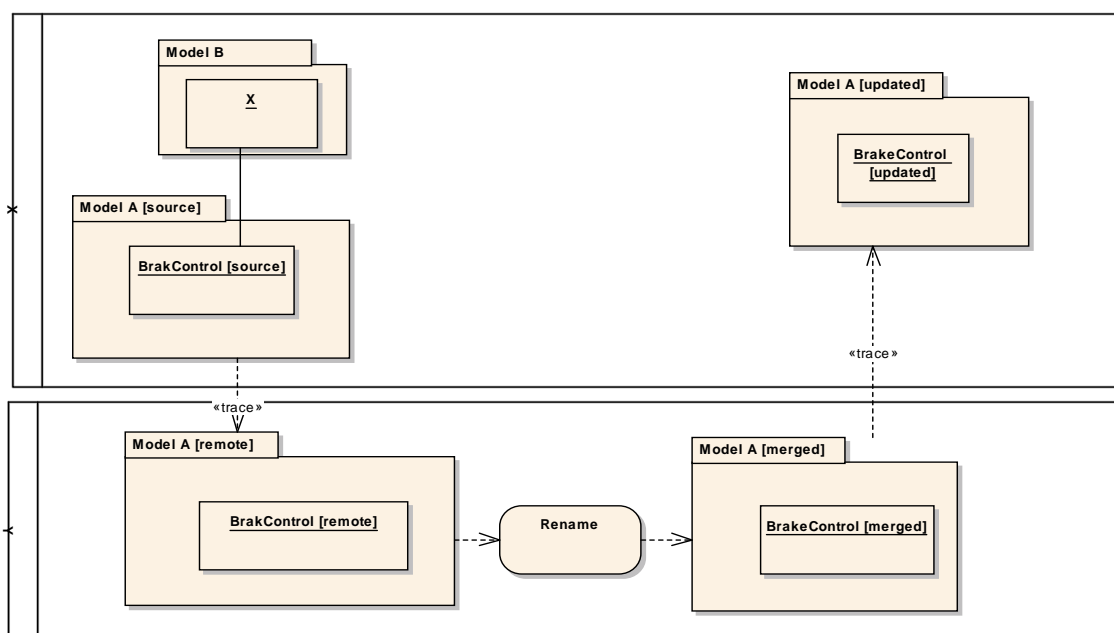 Model B
X
Model A [updated]
BrakeControl
[updated]
X
Model A [source]
BrakControl [source]
«trace»
«trace»
Y
Model A [remote]
BrakControl [remote]
Rename
Model A [merged]
BrakeControl [merged]